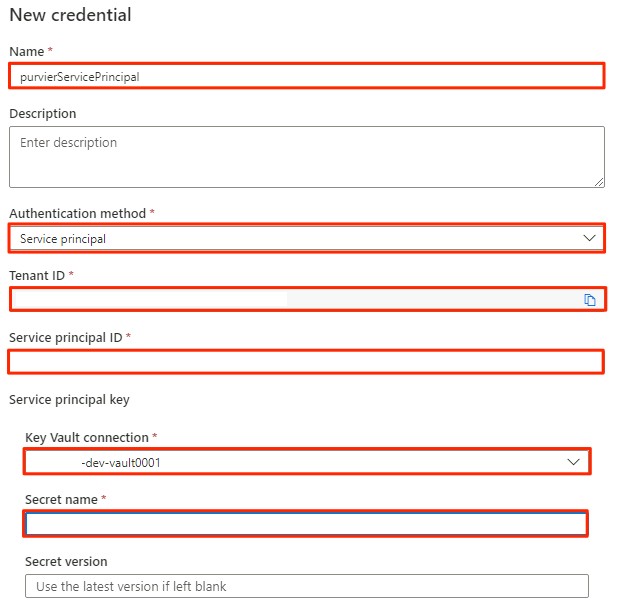 New credential
Name *
purvierServicePrincipal
Description
Enter description
Authentication method *
Service principal
Tenant ID *
Service principal ID *
Service principal key
Key Vault connection *
-dev-vault0001
Secret name *
Secret version
Use the latest version if left blank